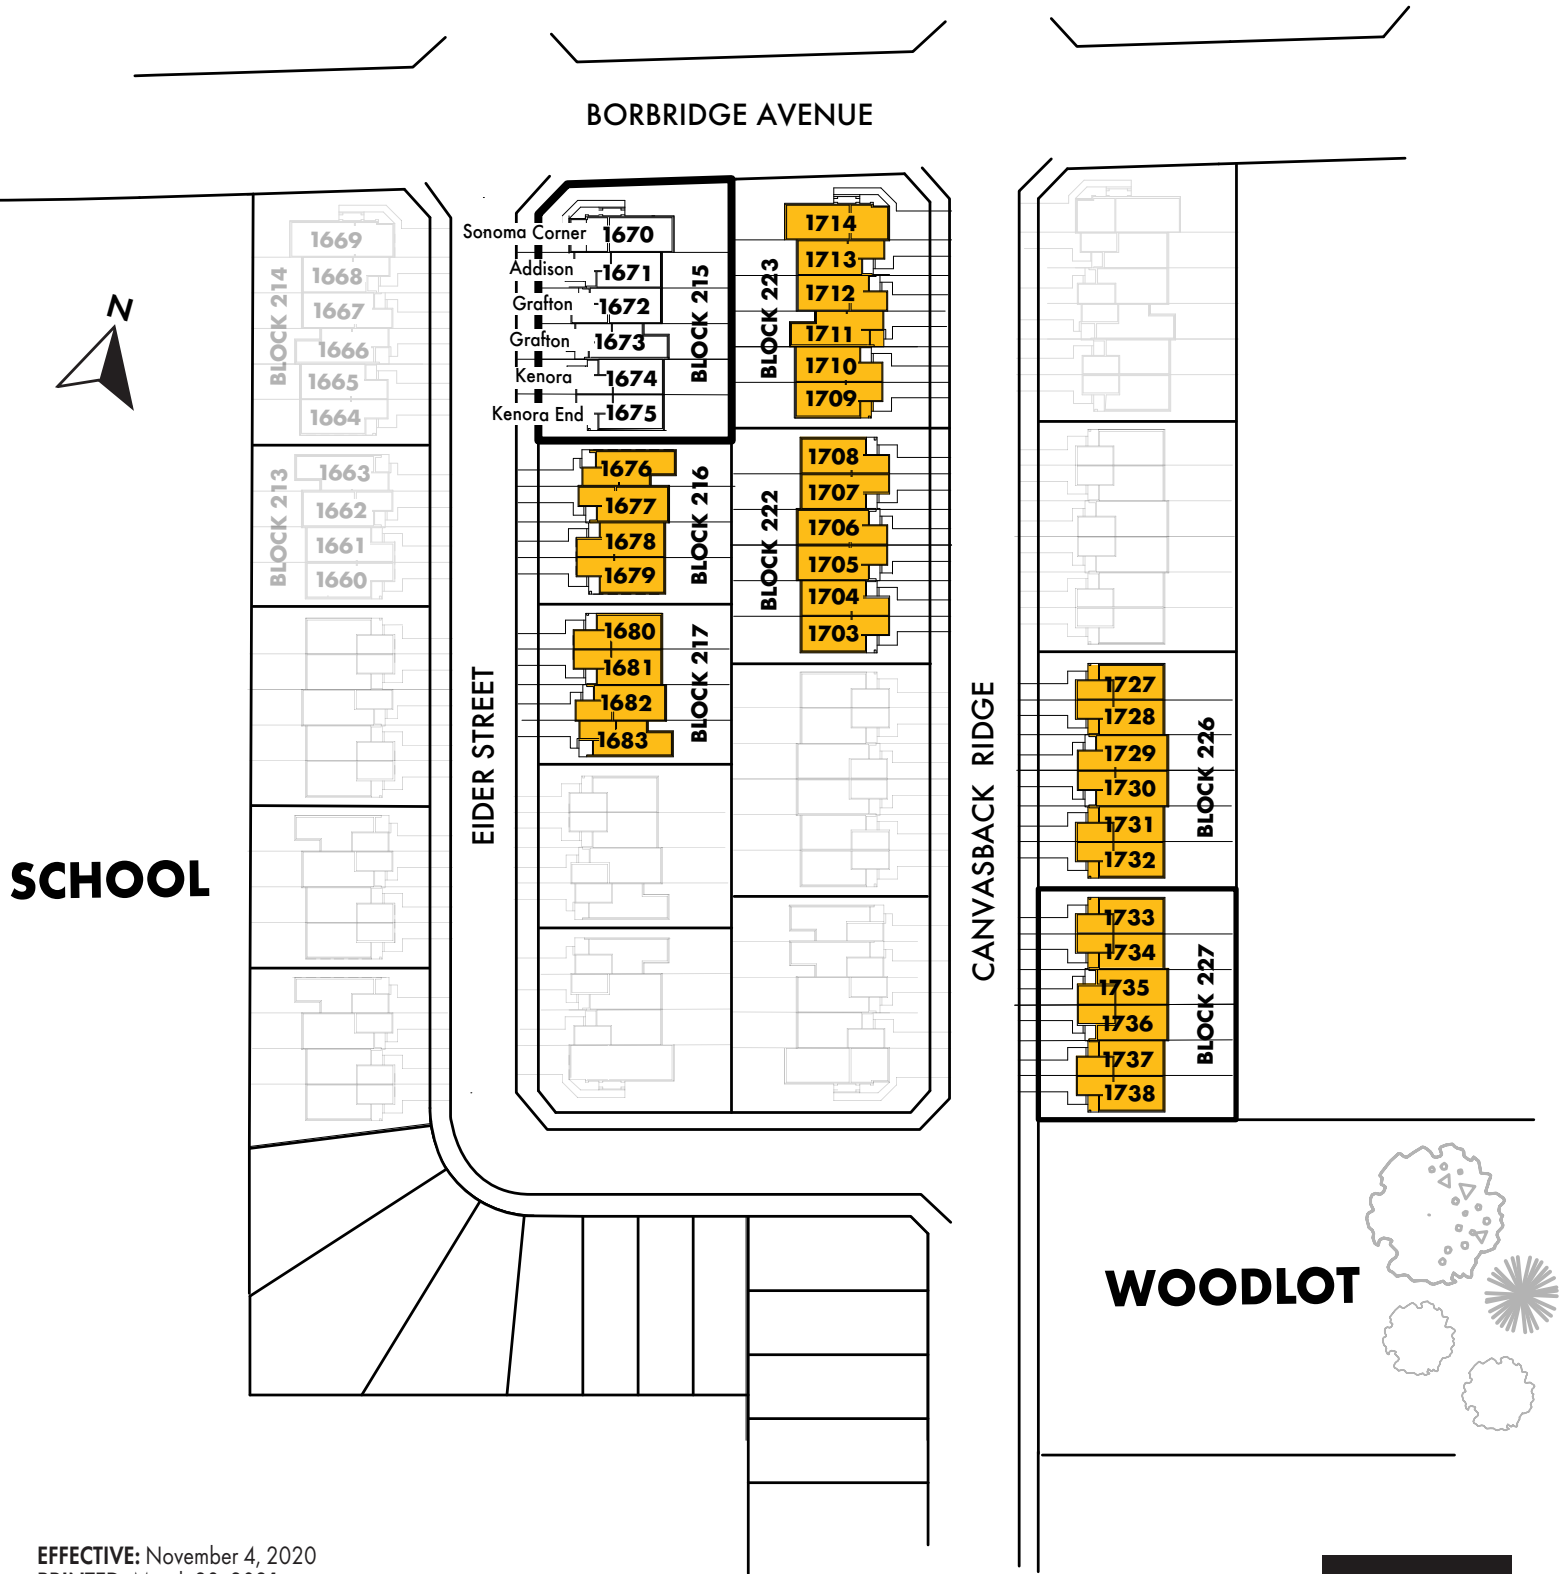 BORBRIDGE AVENUE
N
1669
1668
1667
1666
1665
1664
BLOCK 214
1663
1662
1661
1660
BLOCK 213
Sonoma Corner 1670
Addison 1671
Grafton 1672
Grafton 1673
Kenora 1674
Kenora End 1675
BLOCK 215
1676
1677
1678
1679
BLOCK 216
1680
1681
1682
1683
BLOCK 217
1714
1713
1712
1711
1710
1709
BLOCK 223
1708
1707
1706
1705
1704
1703
BLOCK 222
EIDER STREET
CANVASBACK RIDGE
1727
1728
1729
1730
1731
1732
BLOCK 226
1733
1734
1735
1736
1737
1738
BLOCK 227
SCHOOL
WOODLOT
EFFECTIVE: November 4, 2020